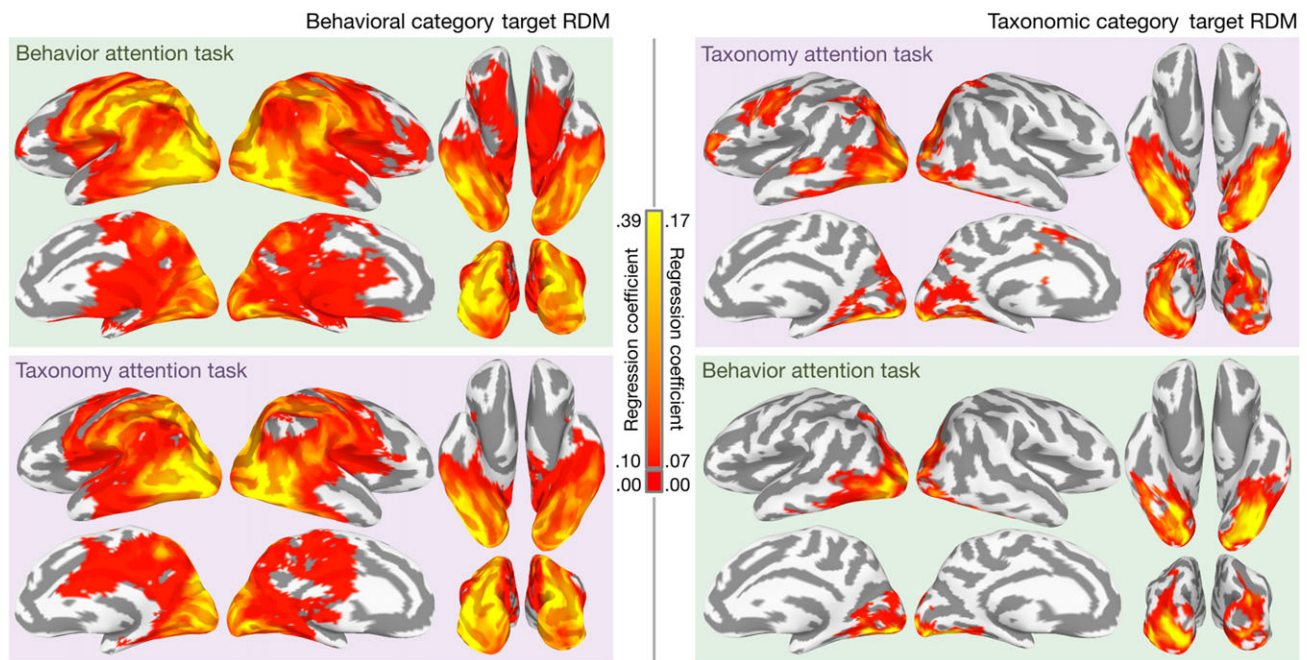 Behavioral category target RDM
Behavior attention task
Taxonomy attention task
.39
.10
.00
Regression coefficient
Regression coefficient
.17
.07
.00
Taxonomic category target RDM
Taxonomy attention task
Behavior attention task